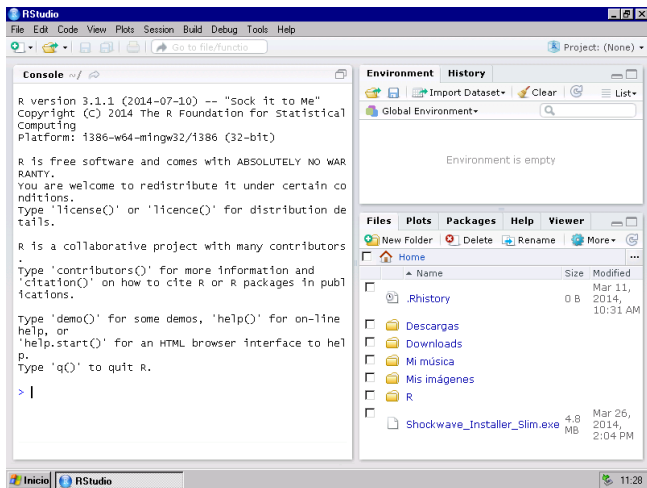 RStudio
File Edit Code View Plots Session Build Debug Tools Help
Go to file/functio
Project: (None)
Console ~/
R version 3.1.1 (2014-07-10) -- "Sock it to Me"
Copyright (C) 2014 The R Foundation for Statistical
Computing
Platform: i386-w64-mingw32/i386 (32-bit)
R is free software and comes with ABSOLUTELY NO WAR
RANTY.
You are welcome to redistribute it under certain co
nditions.
Type 'license()' or 'licence()' for distribution de
tails.
R is a collaborative project with many contributors
.
Type 'contributors()' for more information and
'citation()' on how to cite R or R packages in publ
ications.
Type 'demo()' for some demos, 'help()' for on-line
help, or
'help.start()' for an HTML browser interface to hel
p.
Type 'q()' to quit R.
>
Environment History
Import Dataset Clear List
Global Environment
Environment is empty
Files Plots Packages Help Viewer
New Folder Delete Rename More
Home ...
Name Size Modified
.Rhistory 0 B Mar 11,
2014,
10:31 AM
Descargas
Downloads
Mi música
Mis imágenes
R
Shockwave_Installer_Slim.exe 4.8
MB Mar 26,
2014,
2:04 PM
Inicio RStudio 11:28